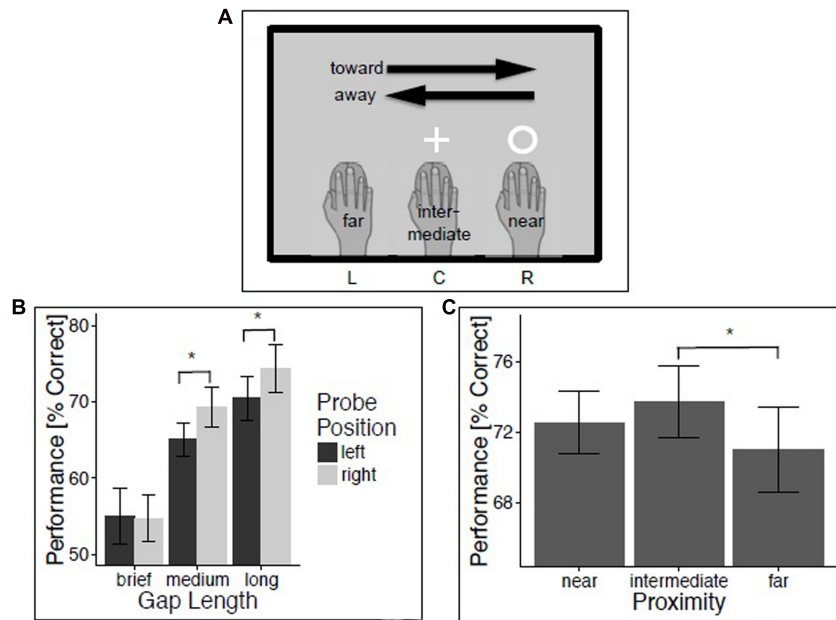 A
toward
away
far
inter-
mediate
near
L C R
B
Performance [% Correct]
80
70
60
50
*
*
brief medium long
Gap Length
Probe
Position
left
right
C
Performance [% Correct]
76
72
68
*
near intermediate far
Proximity